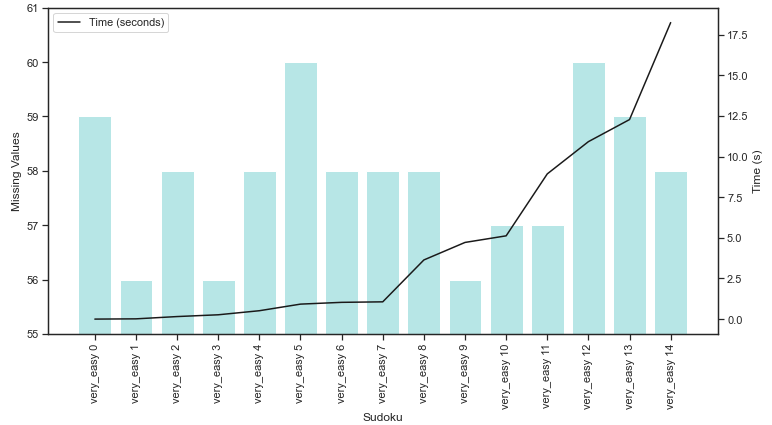 Time (seconds)
Missing Values
61
60
59
58
57
56
55
17.5
15.0
12.5
10.0
7.5
5.0
2.5
0.0
Time (s)
very_easy 0
very_easy 1
very_easy 2
very_easy 3
very_easy 4
very_easy 5
very_easy 6
very_easy 7
very_easy 8
very_easy 9
very_easy 10
very_easy 11
very_easy 12
very_easy 13
very_easy 14
Sudoku